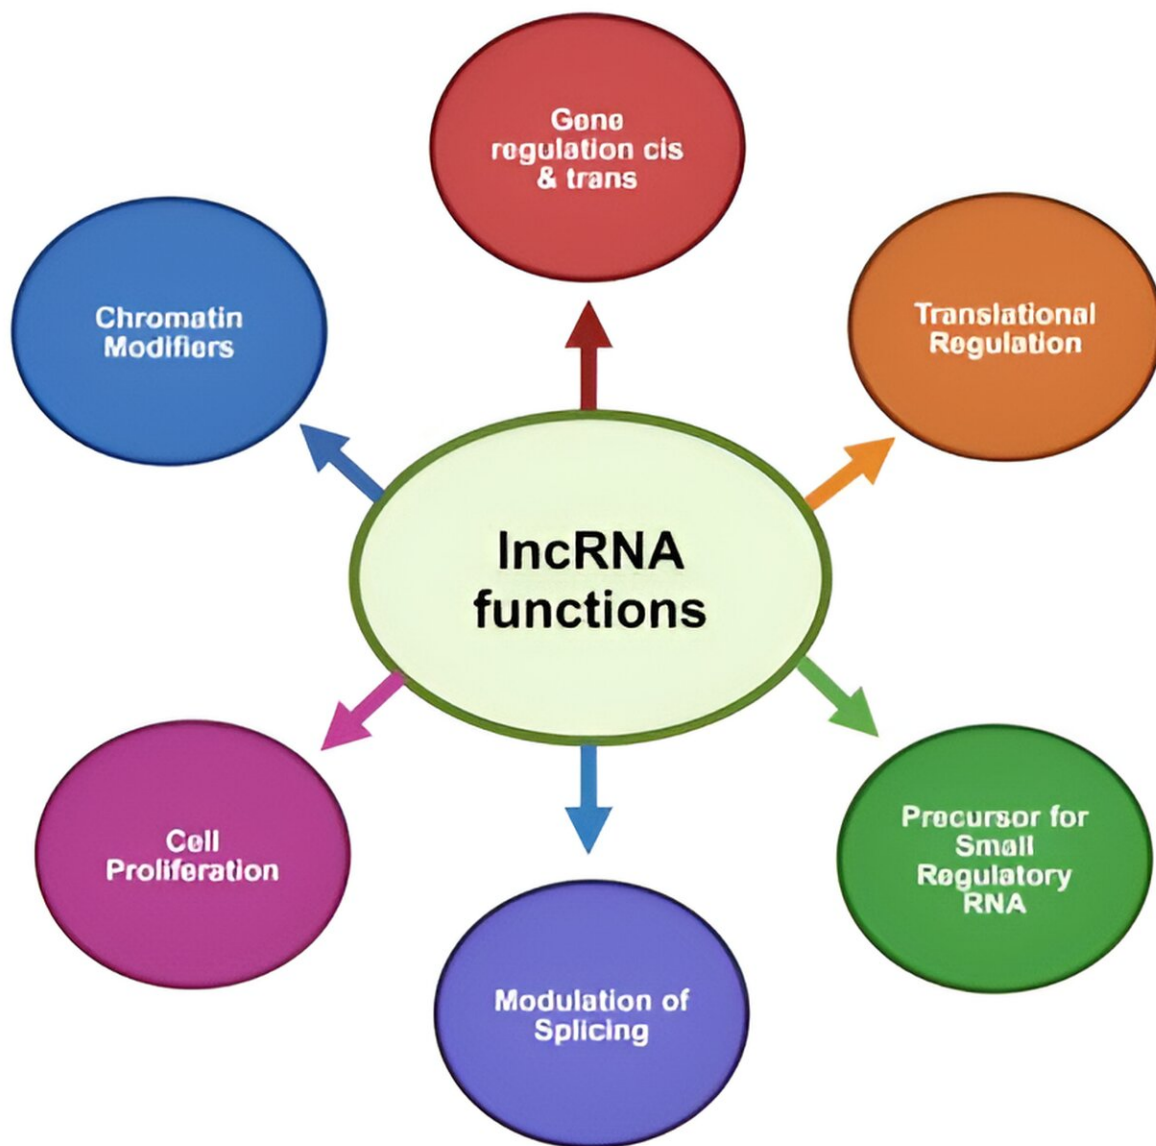 Gene
regulation cis
& trans
Chromatin
Modifiers
Translational
Regulation
lncRNA
functions
Cell
Proliferation
Precursor for
Small
Regulatory
RNA
Modulation of
Splicing